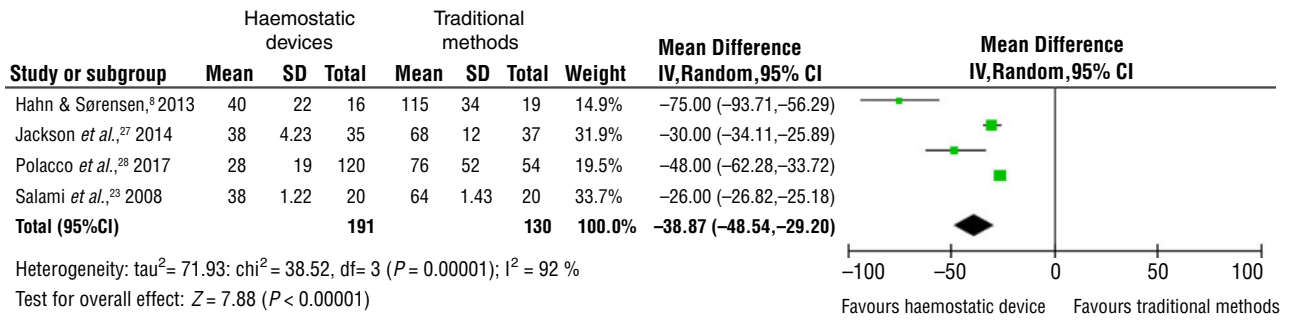 Haemostatic devices Traditional methods Mean Difference Mean Difference
Study or subgroup Mean SD Total Mean SD Total Weight IV,Random,95% CI IV,Random,95% CI
Hahn & Sørensen,⁸ 2013 40 22 16 115 34 19 14.9% –75.00 (–93.71,–56.29)
Jackson et al.,²⁷ 2014 38 4.23 35 68 12 37 31.9% –30.00 (–34.11,–25.89)
Polacco et al.,²⁸ 2017 28 19 120 76 52 54 19.5% –48.00 (–62.28,–33.72)
Salami et al.,²³ 2008 38 1.22 20 64 1.43 20 33.7% –26.00 (–26.82,–25.18)
Total (95%CI) 191 130 100.0% –38.87 (–48.54,–29.20)
Heterogeneity: tau²= 71.93: chi² = 38.52, df= 3 (P = 0.00001); I² = 92 %
Test for overall effect: Z = 7.88 (P < 0.00001)
–100 –50 0 50 100
Favours haemostatic device Favours traditional methods